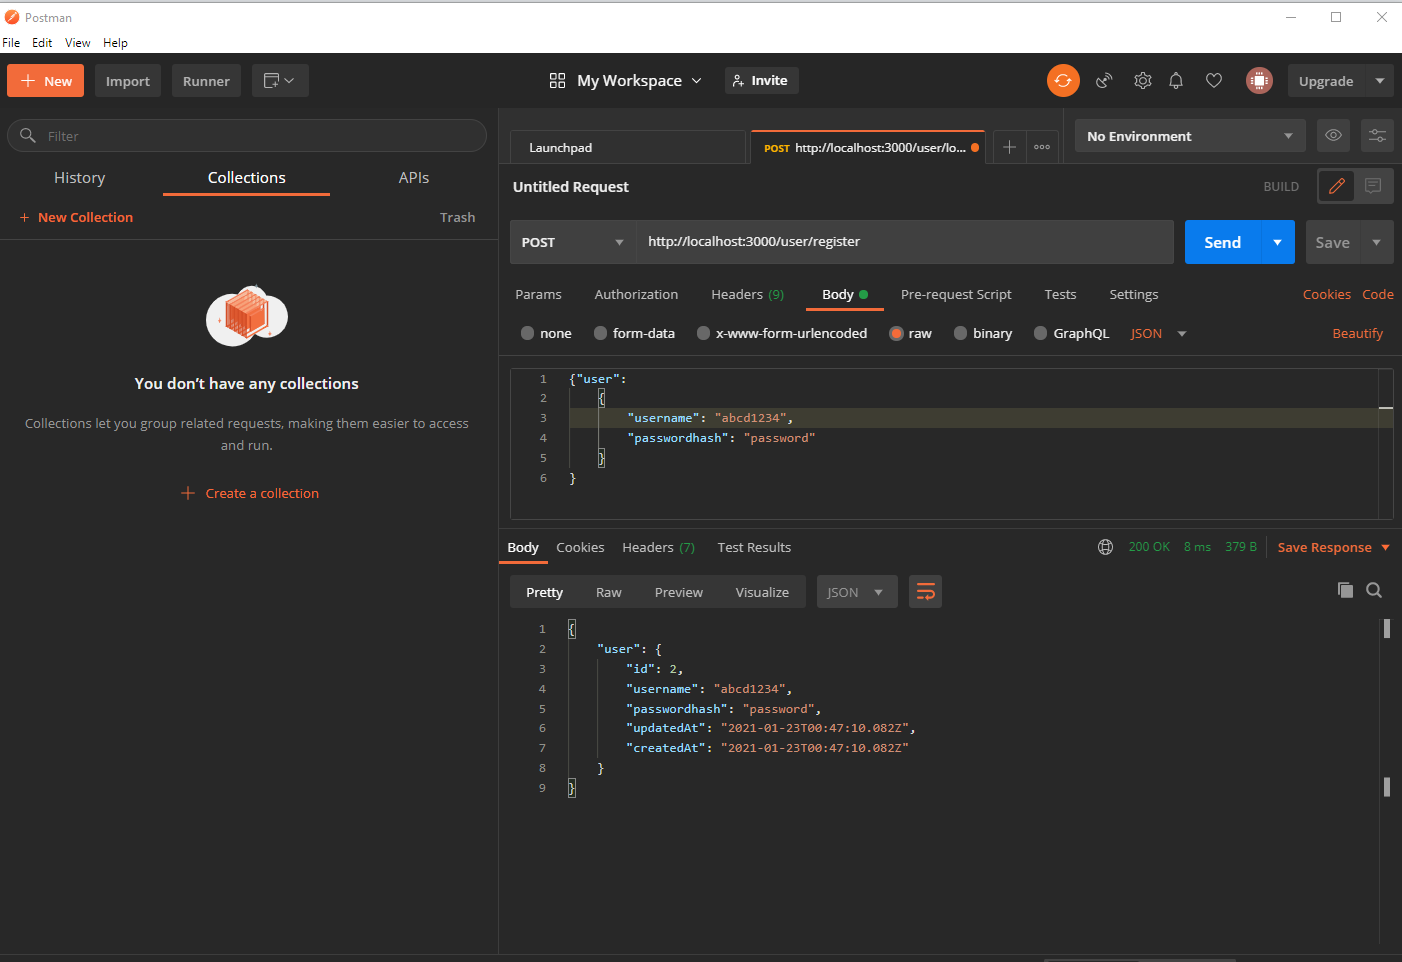 Postman
File Edit View Help
New Import Runner My Workspace Invite Upgrade
Filter
History Collections APIs
New Collection Trash
You don't have any collections
Collections let you group related requests, making them easier to access
and run.
Create a collection
Launchpad POST http://localhost:3000/user/lo... ooo No Environment
Untitled Request BUILD
POST http://localhost:3000/user/register Send Save
Params Authorization Headers (9) Body Pre-request Script Tests Settings Cookies Code
none form-data x-www-form-urlencoded raw binary GraphQL JSON Beautify
1 {"user":
2 {
3 "username": "abcd1234",
4 "passwordhash": "password"
5 }
6 }
Body Cookies Headers (7) Test Results 200 OK 8 ms 379 B Save Response
Pretty Raw Preview Visualize JSON
1 {
2 "user": {
3 "id": 2,
4 "username": "abcd1234",
5 "passwordhash": "password",
6 "updatedAt": "2021-01-23T00:47:10.082Z",
7 "createdAt": "2021-01-23T00:47:10.082Z"
8 }
9 }